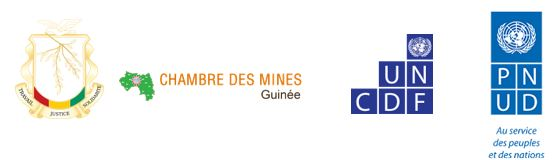 TRAVAIL
JUSTICE
SOLIDARITÉ
CHAMBRE DES MINES
Guinée
UN
CDF
PN
UD
Au service
des peuples
et des nations